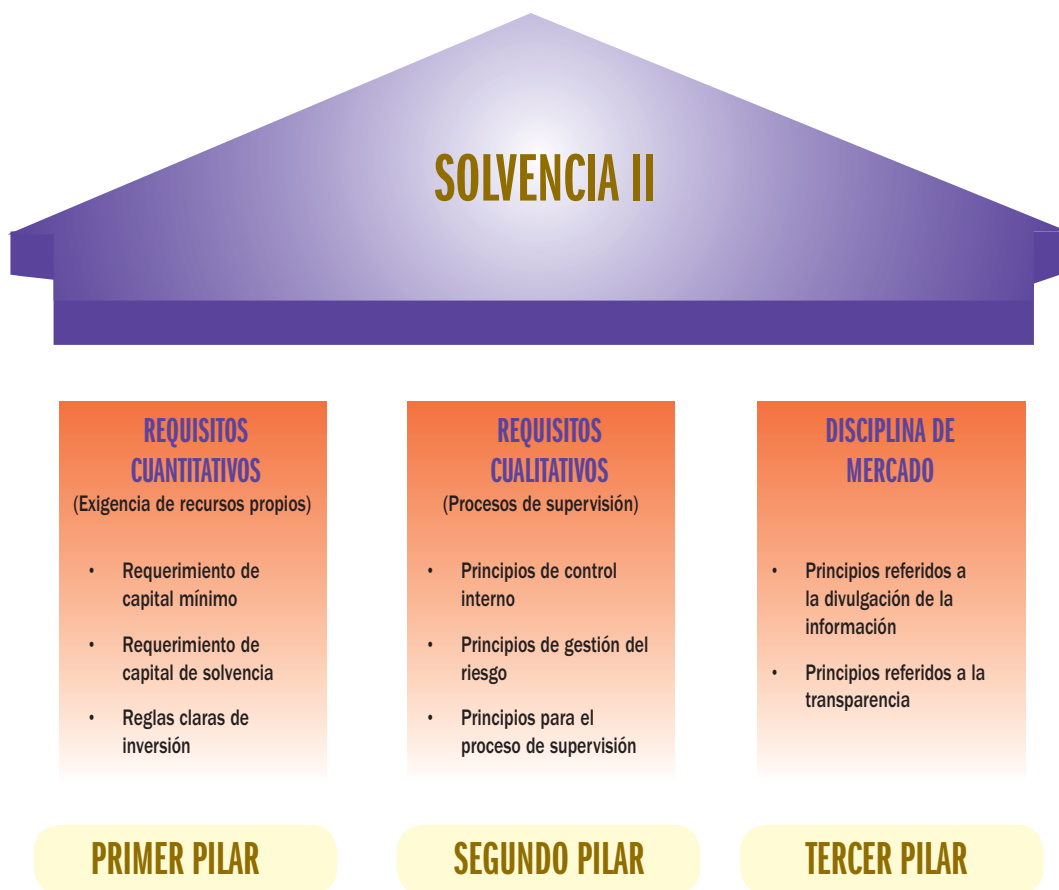 SOLVENCIA II
REQUISITOS
CUANTITATIVOS
(Exigencia de recursos propios)
• Requerimiento de
capital mínimo
• Requerimiento de
capital de solvencia
• Reglas claras de
inversión
REQUISITOS
CUALITATIVOS
(Procesos de supervisión)
• Principios de control
interno
• Principios de gestión del
riesgo
• Principios para el
proceso de supervisión
DISCIPLINA DE
MERCADO
• Principios referidos a
la divulgación de la
información
• Principios referidos a la
transparencia
PRIMER PILAR
SEGUNDO PILAR
TERCER PILAR